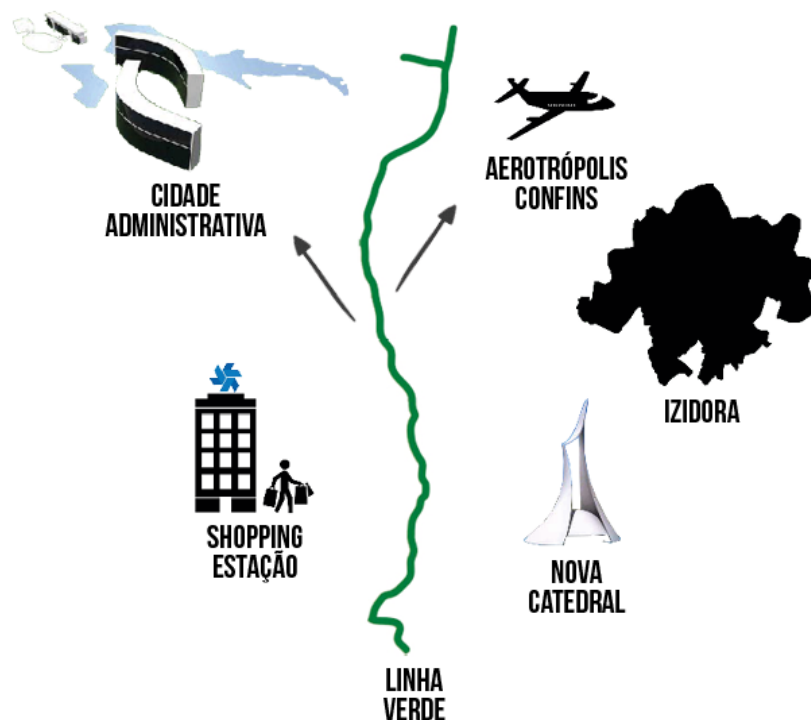 CIDADE
ADMINISTRATIVA
AEROTRÓPOLIS
CONFINS
IZIDORA
SHOPPING
ESTAÇÃO
NOVA
CATEDRAL
LINHA
VERDE